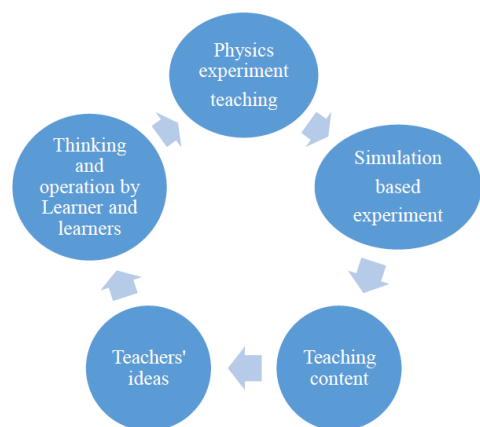 Physics
experiment
teaching
Simulation
based
experiment
Teaching
content
Teachers'
ideas
Thinking
and
operation by
Learner and
learners